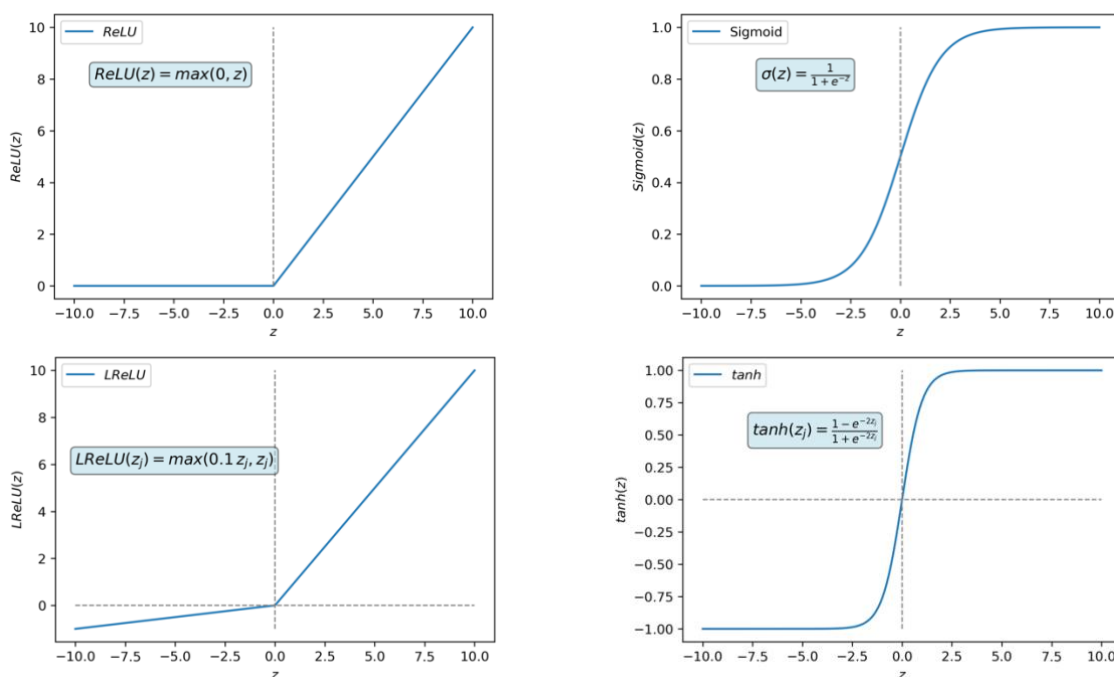 ReLU
ReLU(z) = max(0, z)
10
8
6
4
2
0
ReLU(z)
−10.0 −7.5 −5.0 −2.5 0.0 2.5 5.0 7.5 10.0
z
Sigmoid
σ(z) = \frac{1}{1 + e^{-z}}
1.0
0.8
0.6
0.4
0.2
0.0
Sigmoid(z)
−10.0 −7.5 −5.0 −2.5 0.0 2.5 5.0 7.5 10.0
z
LReLU
LReLU(z_j) = max(0.1 z_j, z_j)
10
8
6
4
2
0
LReLU(z)
−10.0 −7.5 −5.0 −2.5 0.0 2.5 5.0 7.5 10.0
z
tanh
tanh(z_j) = \frac{1 − e^{−2z_j}}{1 + e^{−2z_j}}
1.00
0.75
0.50
0.25
0.00
−0.25
−0.50
−0.75
−1.00
tanh(z)
−10.0 −7.5 −5.0 −2.5 0.0 2.5 5.0 7.5 10.0
z